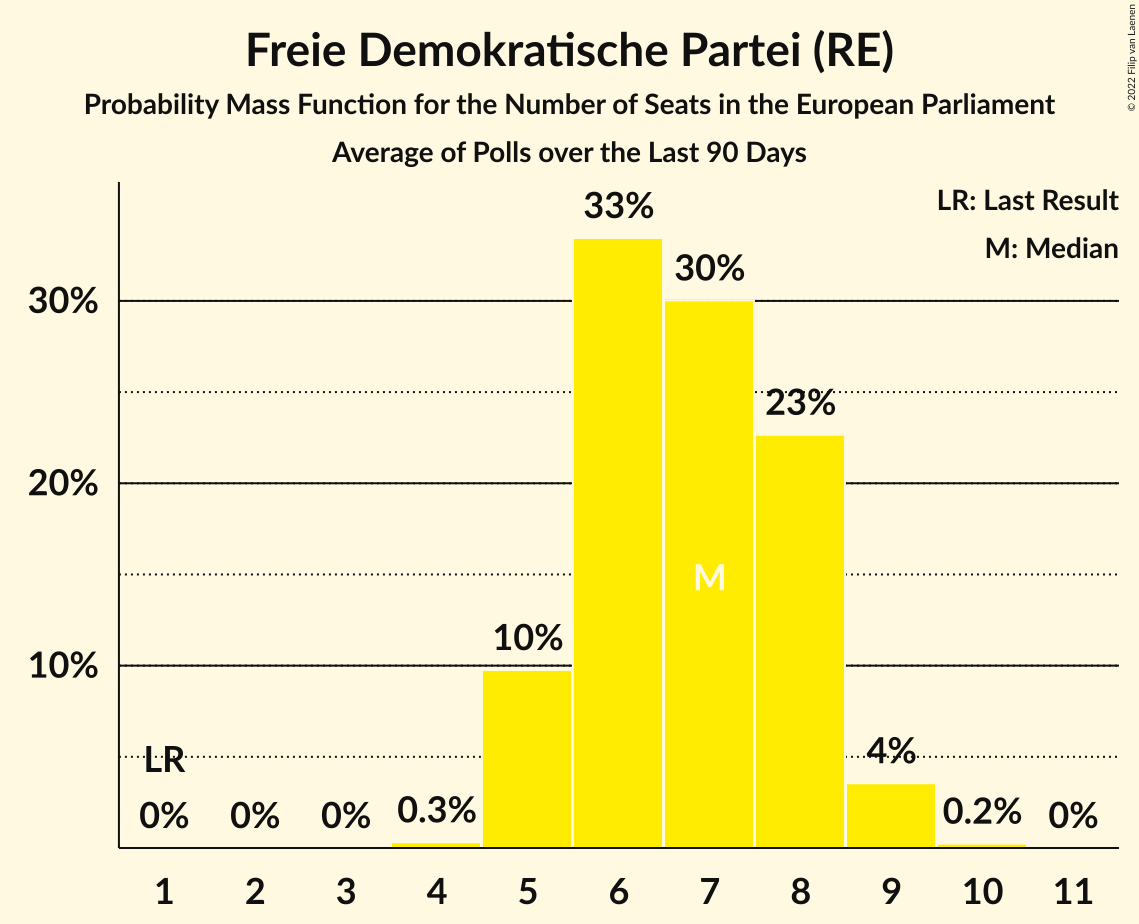 Freie Demokratische Partei (RE)
Probability Mass Function for the Number of Seats in the European Parliament
Average of Polls over the Last 90 Days
© 2022 Filip van Laenen
LR: Last Result
M: Median
33%
30%
30%
23%
20%
M
10%
10%
LR
4%
0%
0%
0%
0.3%
0.2%
0%
1 2 3 4 5 6 7 8 9 10 11